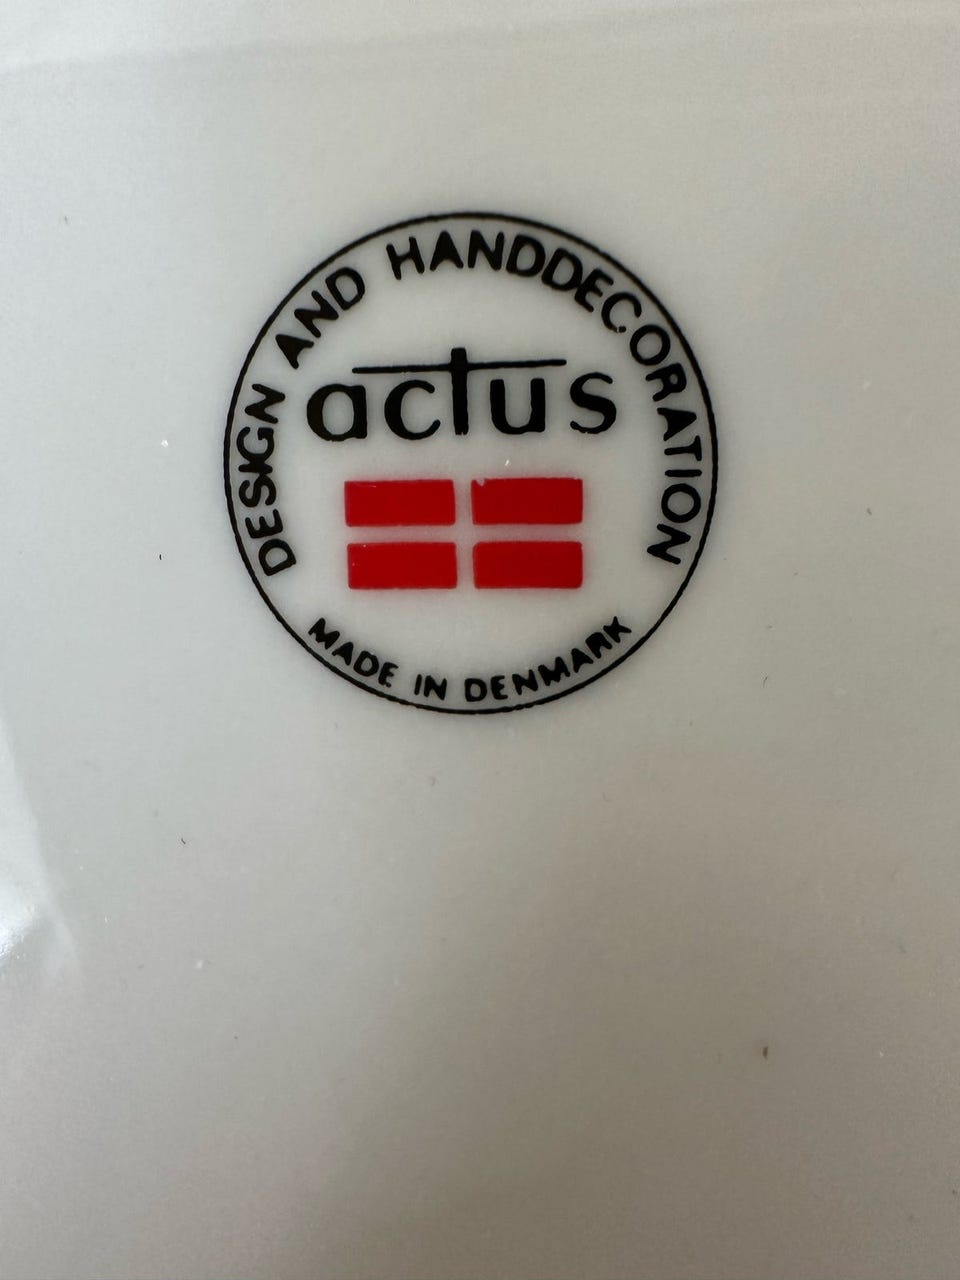 DESIGN AND HANDDECORATION
actus
MADE IN DENMARK